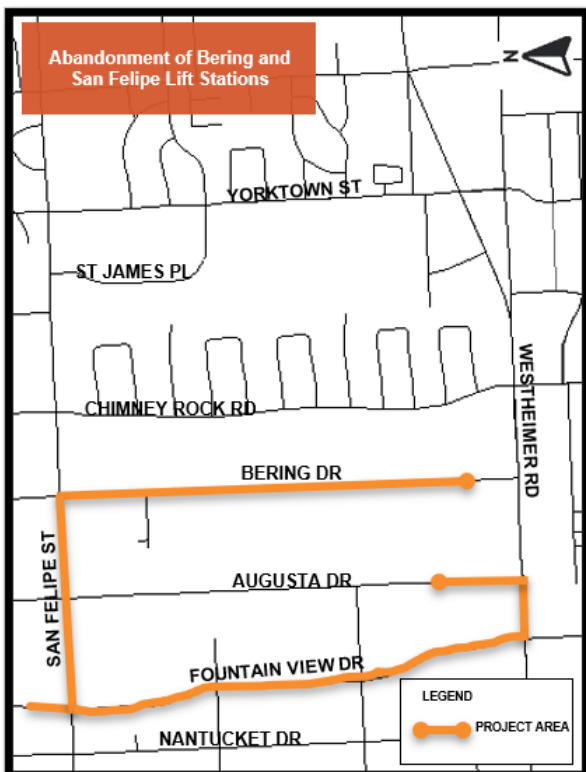 Abandonment of Bering and
San Felipe Lift Stations
N
YORKTOWN ST
ST JAMES PL
CHIMNEY ROCK RD
WESTHEIMER RD
BERING DR
SAN FELIPE ST
AUGUSTA DR
FOUNTAIN VIEW DR
NANTUCKET DR
LEGEND
PROJECT AREA